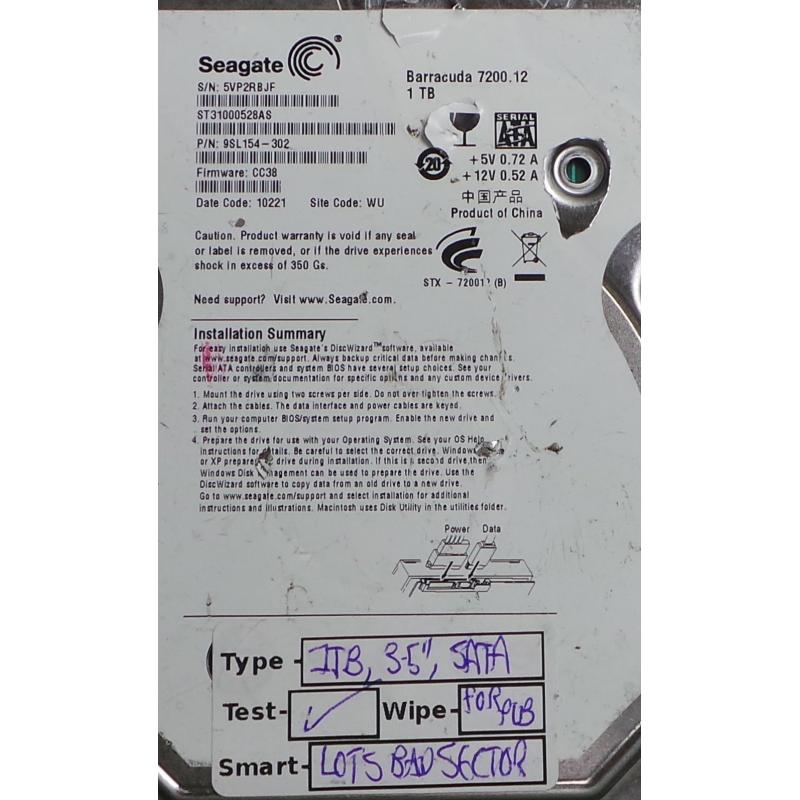 Seagate
S/N: 5VP2RBJF
ST31000528AS
P/N: 9SL154-302
Firmware: CC38
Date Code: 10221 Site Code: WU
Barracuda 7200.12
1 TB
SERIAL
ATA
20
+5V 0.72 A
+12V 0.52 A
中国产品
Product of China
Caution. Product warranty is void if any seal
or label is removed, or if the drive experiences
shock in excess of 350 Gs.
STX - 7200 (B)
Need support? Visit www.Seagate.com.
Installation Summary
For easy installation use Seagate's DiscWizard™ software, available
at www.seagate.com/support. Always backup critical data before making
Serial ATA controllers and system BIOS have several setup choices. See your
controller or system documentation for specific options and any custom device drivers.
1. Mount the drive using two screws per side. Do not over tighten the screws.
2. Attach the cables. The data interface and power cables are keyed.
3. Run your computer BIOS/system setup program. Enable the new drive and
set the options.
4. Prepare the drive for use with your Operating System. See your OS Help
instructions for details. Be careful to select the correct drive. Windows
or XP prepare drive during installation. If this is a second drive, then
Windows Disk Management can be used to prepare the drive. Use the
DiscWizard software to copy data from an old drive to a new drive.
Go to www.seagate.com/support and select installation for additional
instructions and illustrations. Macintosh uses Disk Utility in the utilities folder.
Power Data
Type - 1TB, 3-5", SATA
Test- ✓ Wipe- FOR PUB
Smart- LOTS BAD SECTOR